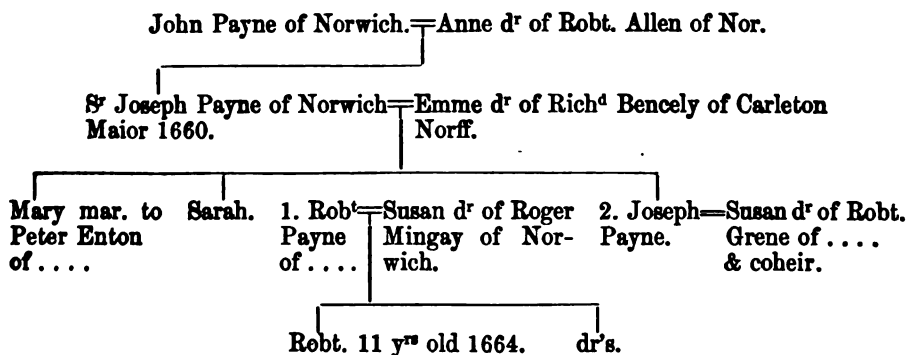 John Payne of Norwich.=Anne dʳ of Robt. Allen of Nor.
Sʳ Joseph Payne of Norwich=Emme dʳ of Richᵈ Bencely of Carleton
Maior 1660. Norff.
Mary mar. to Sarah. 1. Robᵗ=Susan dʳ of Roger 2. Joseph=Susan dʳ of Robt.
Peter Enton Payne Mingay of Nor- Payne. Grene of ....
of .... of .... wich. & coheir.
Robt. 11 yʳˢ old 1664. dr's.